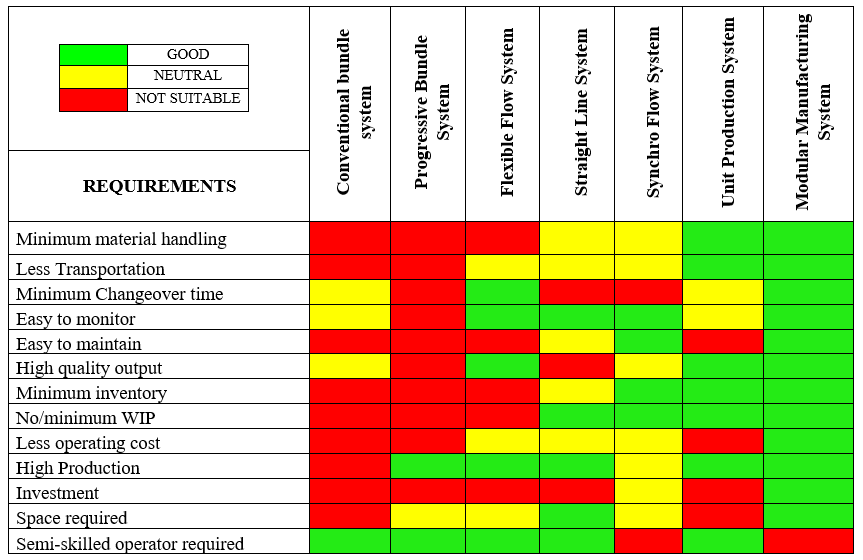 GOOD
NEUTRAL
NOT SUITABLE
REQUIREMENTS
Conventional bundle
system
Progressive Bundle
System
Flexible Flow System
Straight Line System
Synchro Flow System
Unit Production System
Modular Manufacturing
System
Minimum material handling
Less Transportation
Minimum Changeover time
Easy to monitor
Easy to maintain
High quality output
Minimum inventory
No/minimum WIP
Less operating cost
High Production
Investment
Space required
Semi-skilled operator required